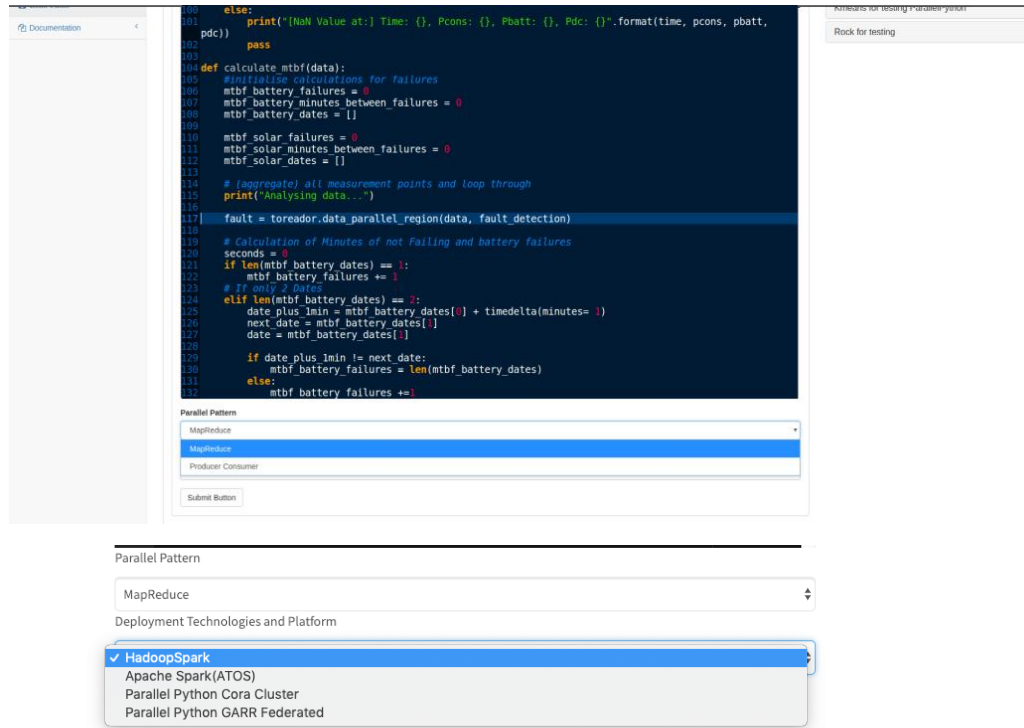 Documentation
Kmeans for testing ParallelPython
Rock for testing
100 else:
101 print("[NaN Value at:] Time: {}, Pcons: {}, Pbatt: {}, Pdc: {}".format(time, pcons, pbatt,
pdc))
102 pass
103
104 def calculate_mtbf(data):
105 #initialise calculations for failures
106 mtbf_battery_failures = 0
107 mtbf_battery_minutes_between_failures = 0
108 mtbf_battery_dates = []
109
110 mtbf_solar_failures = 0
111 mtbf_solar_minutes_between_failures = 0
112 mtbf_solar_dates = []
113
114 # (aggregate) all measurement points and loop through
115 print("Analysing data...")
116
117 fault = toreador.data_parallel_region(data, fault_detection)
118
119 # Calculation of Minutes of not Failing and battery failures
120 seconds = 0
121 if len(mtbf_battery_dates) == 1:
122 mtbf_battery_failures += 1
123 # If only 2 Dates
124 elif len(mtbf_battery_dates) == 2:
125 date_plus_1min = mtbf_battery_dates[0] + timedelta(minutes= 1)
126 next_date = mtbf_battery_dates[1]
127 date = mtbf_battery_dates[1]
128
129 if date_plus_1min != next_date:
130 mtbf_battery_failures = len(mtbf_battery_dates)
131 else:
132 mtbf_battery_failures +=1
Parallel Pattern
MapReduce
MapReduce
Producer Consumer
Submit Button
Parallel Pattern
MapReduce
Deployment Technologies and Platform
✓ HadoopSpark
Apache Spark(ATOS)
Parallel Python Cora Cluster
Parallel Python GARR Federated